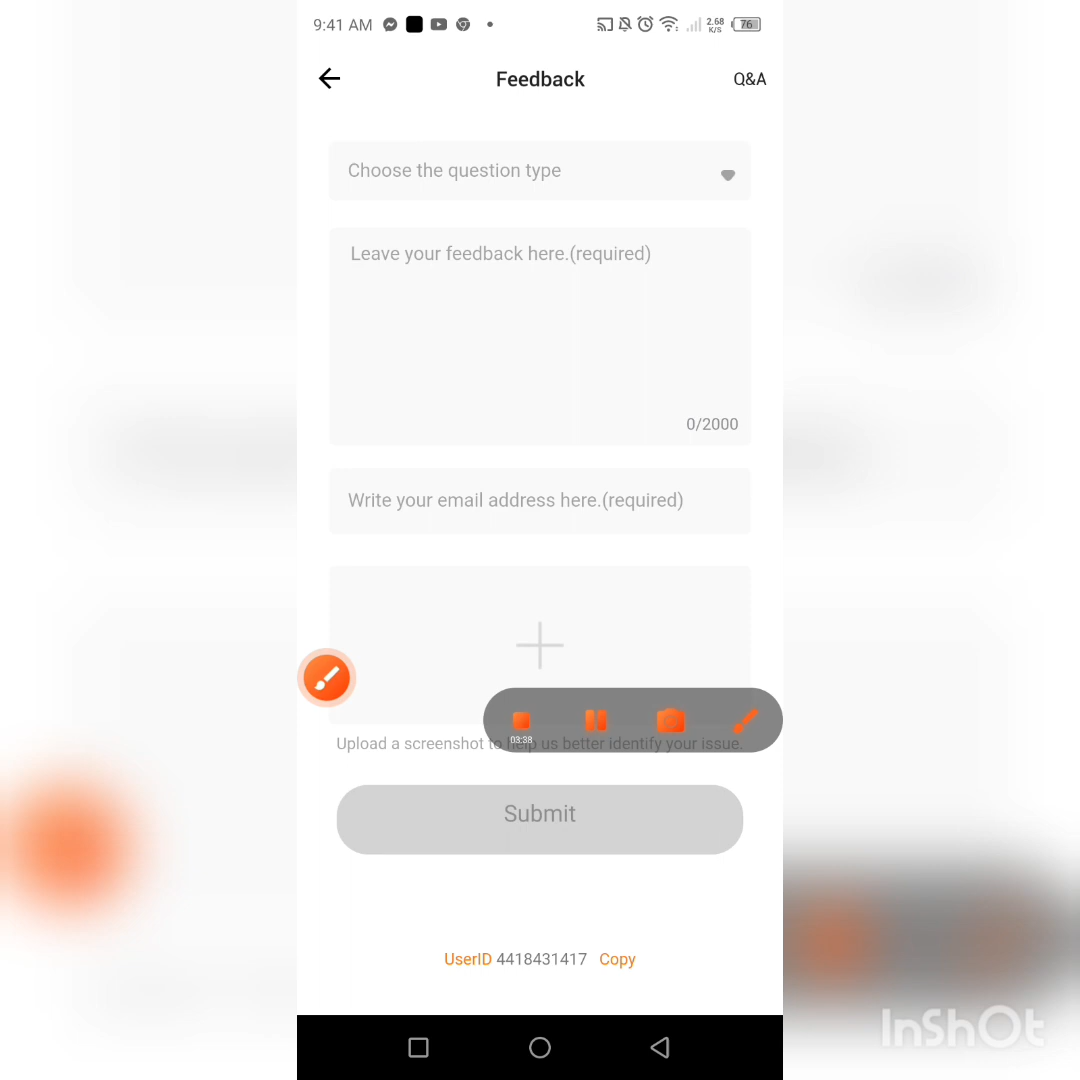 9:41 AM
2.68
K/S
76
Feedback
Q&A
Choose the question type
Leave your feedback here.(required)
0/2000
Write your email address here.(required)
03:38
Upload a screenshot to help us better identify your issue.
Submit
UserID 4418431417 Copy
InShOt